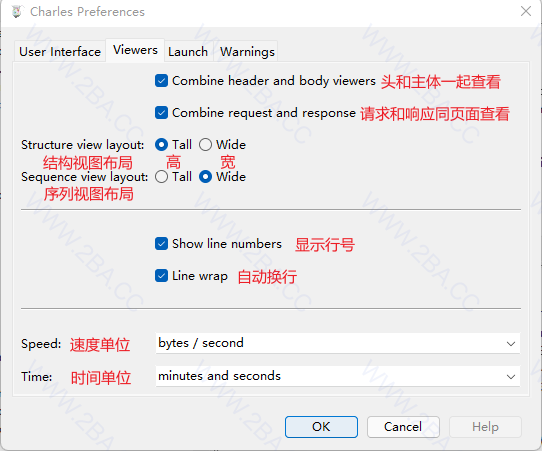 Charles Preferences
User Interface Viewers Launch Warnings
Combine header and body viewers 头和主体一起查看
Combine request and response 请求和响应同页面查看
Structure view layout: Tall Wide
结构视图布局 高 宽
Sequence view layout: Tall Wide
序列视图布局
Show line numbers 显示行号
Line wrap 自动换行
Speed: 速度单位 bytes / second
Time: 时间单位 minutes and seconds
OK Cancel Help
WWW.2BA.CC